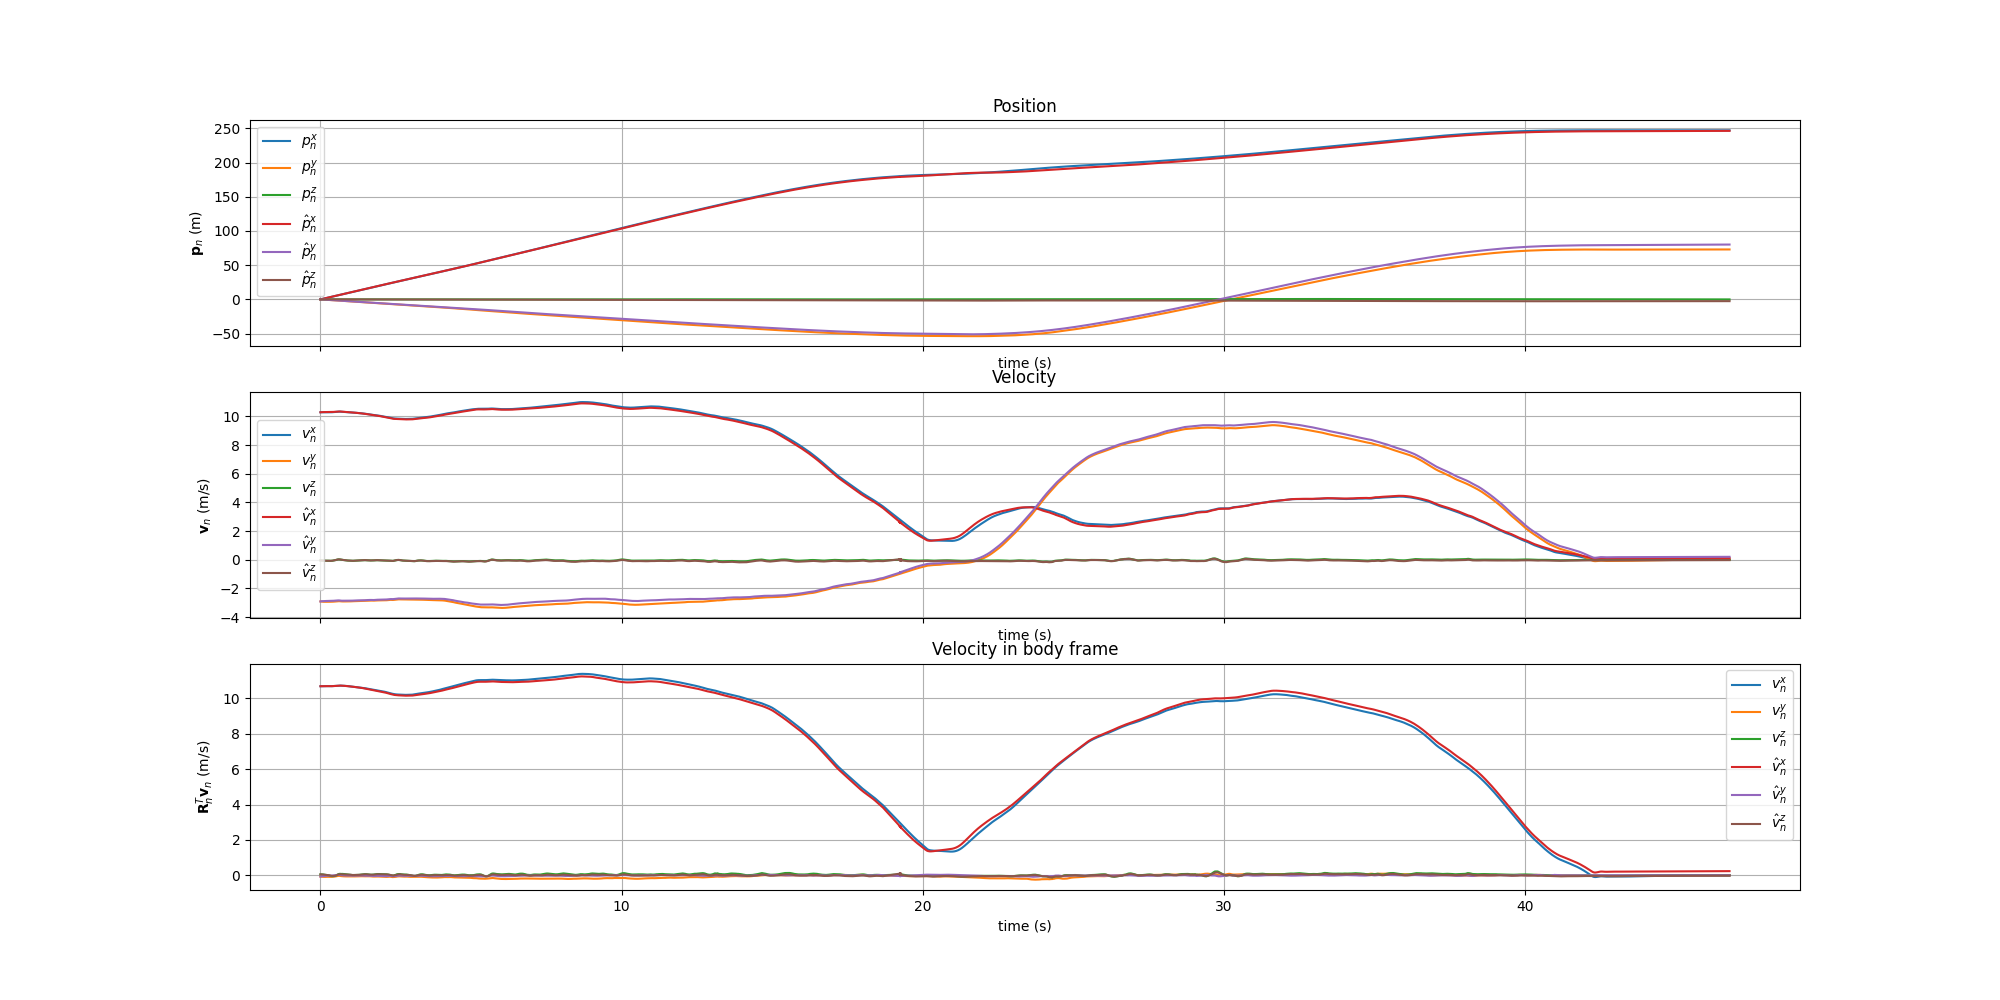 Position
250
200
150
100
50
0
−50
p_n (m)
p_n^x
p_n^y
p_n^z
p̂_n^x
p̂_n^y
p̂_n^z
time (s)
Velocity
10
8
6
4
2
0
−2
−4
v_n (m/s)
v_n^x
v_n^y
v_n^z
v̂_n^x
v̂_n^y
v̂_n^z
time (s)
Velocity in body frame
10
8
6
4
2
0
R_n^T v_n (m/s)
v_n^x
v_n^y
v_n^z
v̂_n^x
v̂_n^y
v̂_n^z
0 10 20 30 40
time (s)